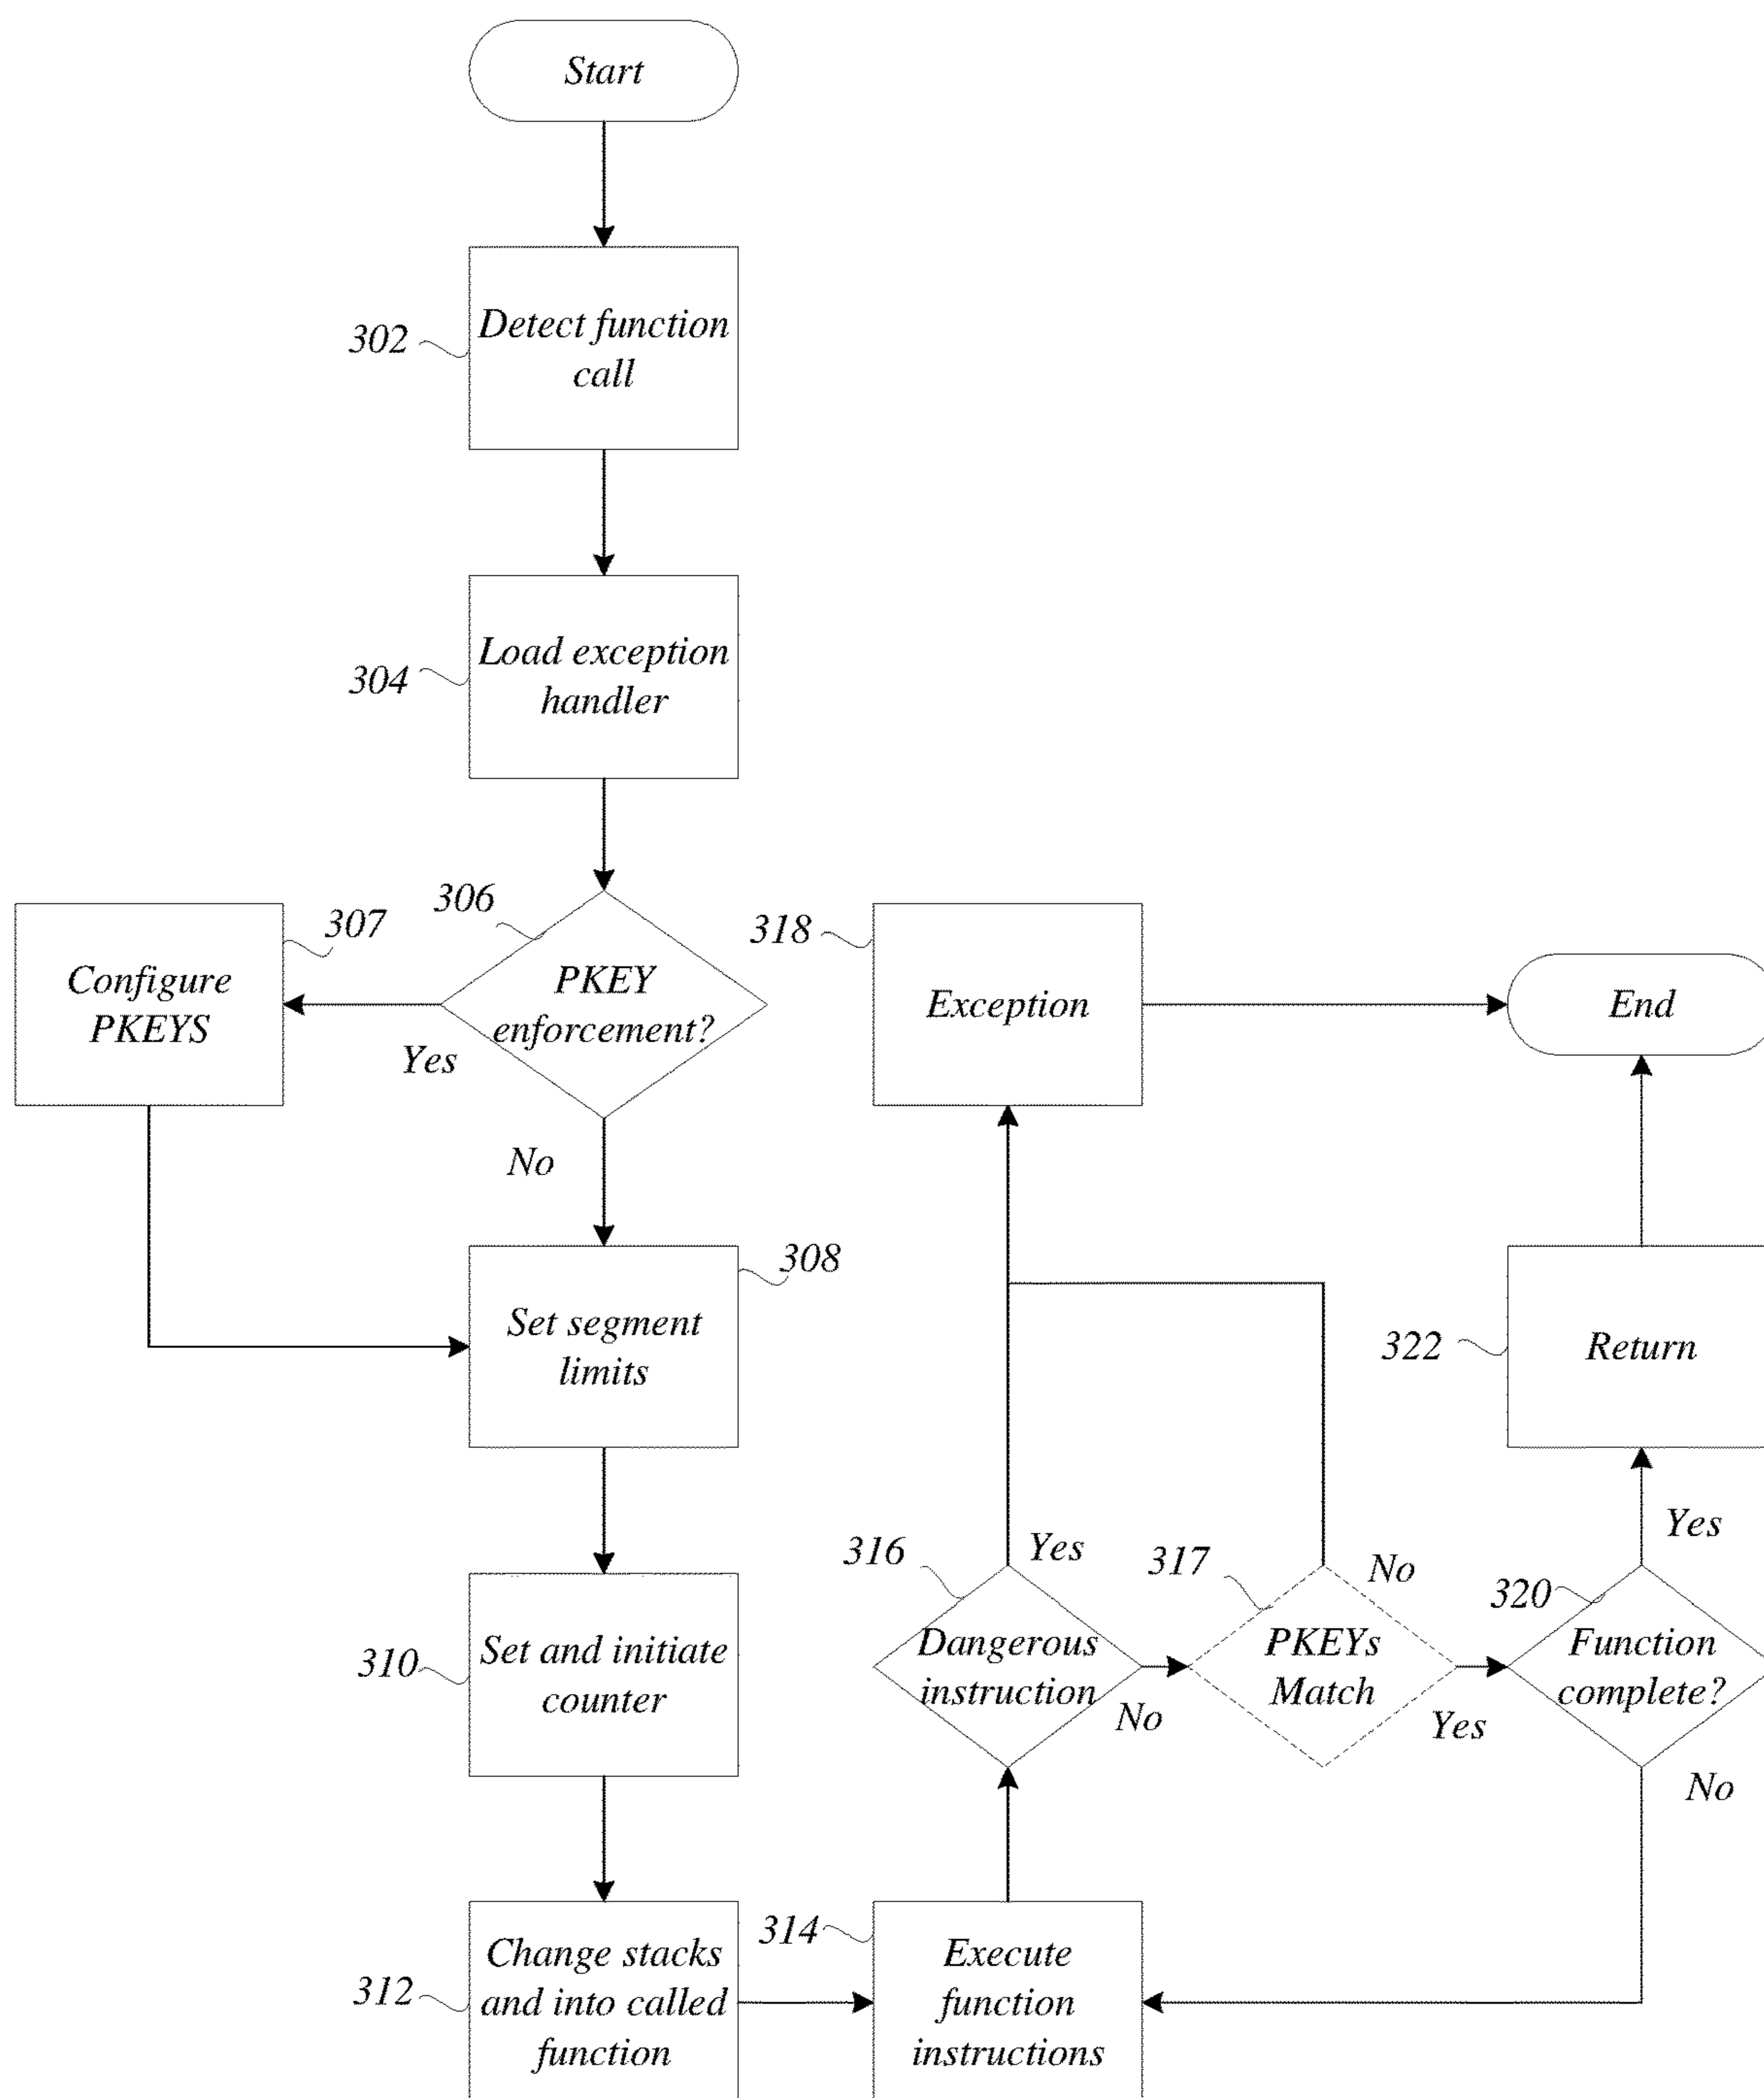 Start
302
Detect function
call
304
Load exception
handler
306
PKEY
enforcement?
Yes
No
307
Configure
PKEYS
308
Set segment
limits
310
Set and initiate
counter
312
Change stacks
and into called
function
314
Execute
function
instructions
316
Dangerous
instruction
Yes
No
317
PKEYs
Match
No
Yes
318
Exception
320
Function
complete?
Yes
No
322
Return
End